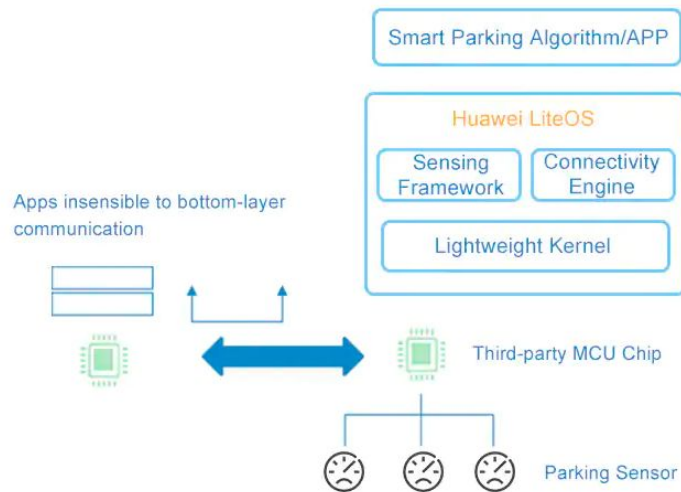 Smart Parking Algorithm/APP
Huawei LiteOS
Sensing
Framework
Connectivity
Engine
Lightweight Kernel
Apps insensible to bottom-layer
communication
Third-party MCU Chip
Parking Sensor